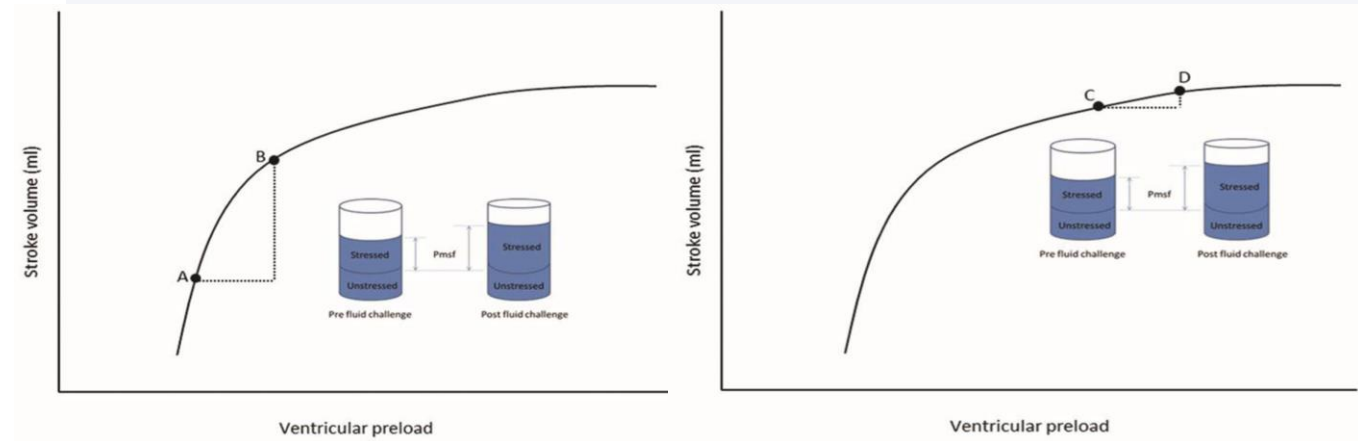 Stroke volume (ml)
A
B
Stressed
Unstressed
Pmsf
Stressed
Unstressed
Pre fluid challenge
Post fluid challenge
Ventricular preload
Stroke volume (ml)
C
D
Stressed
Unstressed
Pmsf
Stressed
Unstressed
Pre fluid challenge
Post fluid challenge
Ventricular preload